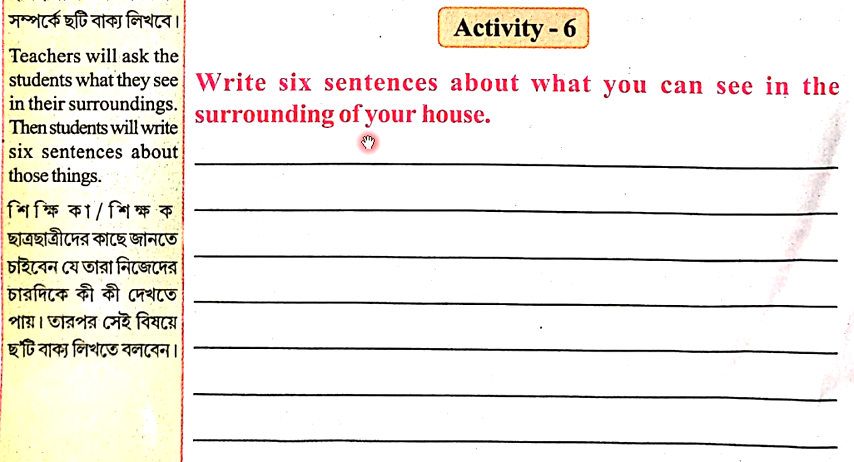 সম্পর্কে ছটি বাক্য লিখবে।
Teachers will ask the
students what they see
in their surroundings.
Then students will write
six sentences about
those things.
শিক্ষিকা/শিক্ষক
ছাত্রছাত্রীদের কাছে জানতে
চাইবেন যে তারা নিজেদের
চারদিকে কী কী দেখতে
পায়। তারপর সেই বিষয়ে
ছ'টি বাক্য লিখতে বলবেন।
Activity - 6
Write six sentences about what you can see in the
surrounding of your house.